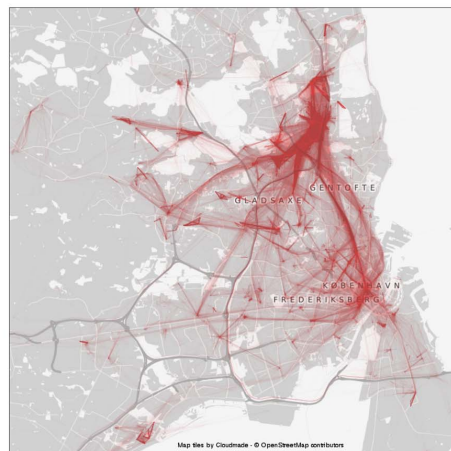 GENTOFTE
GLADSAXE
KØBENHAVN
FREDERIKSBERG
Map tiles by Cloudmade - © OpenStreetMap contributors